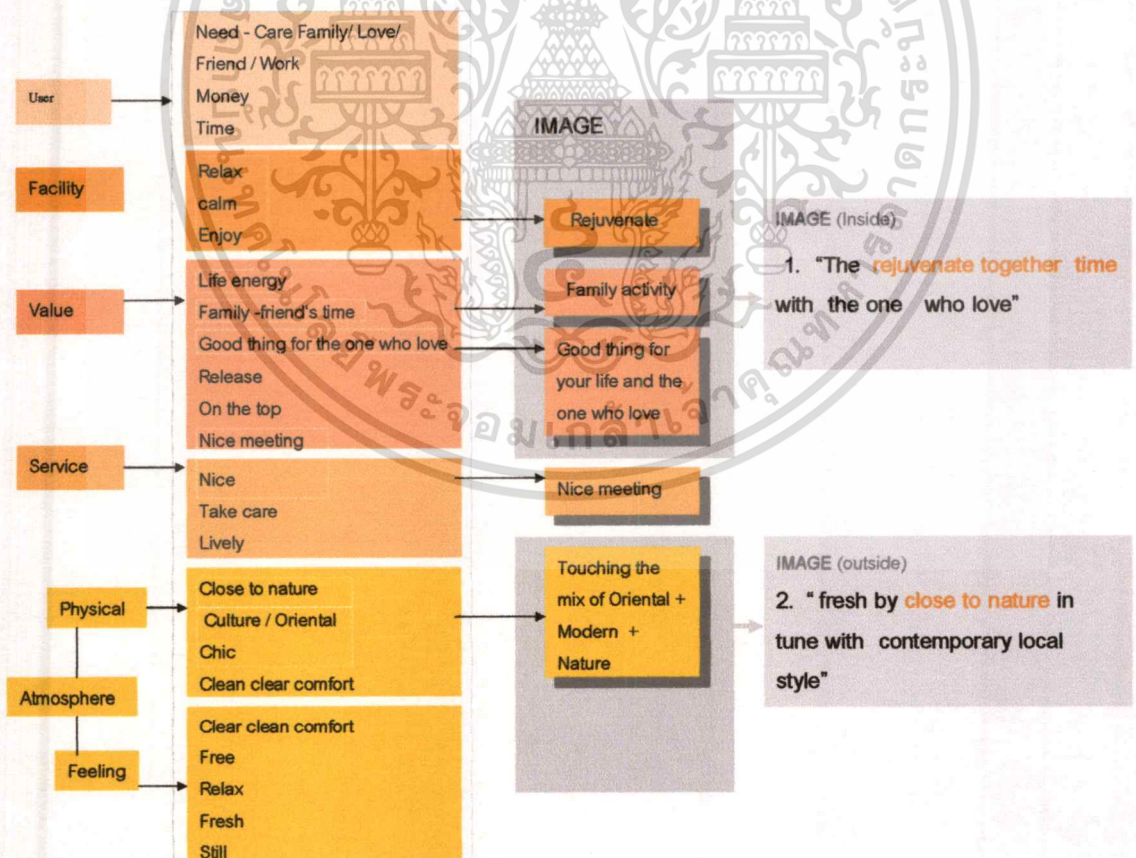 User
Facility
Value
Service
Physical
Atmosphere
Feeling
Need - Care Family/ Love/
Friend / Work
Money
Time
Relax
calm
Enjoy
Life energy
Family -friend's time
Good thing for the one who love
Release
On the top
Nice meeting
Nice
Take care
Lively
Close to nature
Culture / Oriental
Chic
Clean clear comfort
Clear clean comfort
Free
Relax
Fresh
Still
IMAGE
Rejuvenate
Family activity
Good thing for
your life and the
one who love
Nice meeting
Touching the
mix of Oriental +
Modern +
Nature
IMAGE (Inside)
1. "The rejuvenate together time
with the one who love"
IMAGE (outside)
2. " fresh by close to nature in
tune with contemporary local
style"